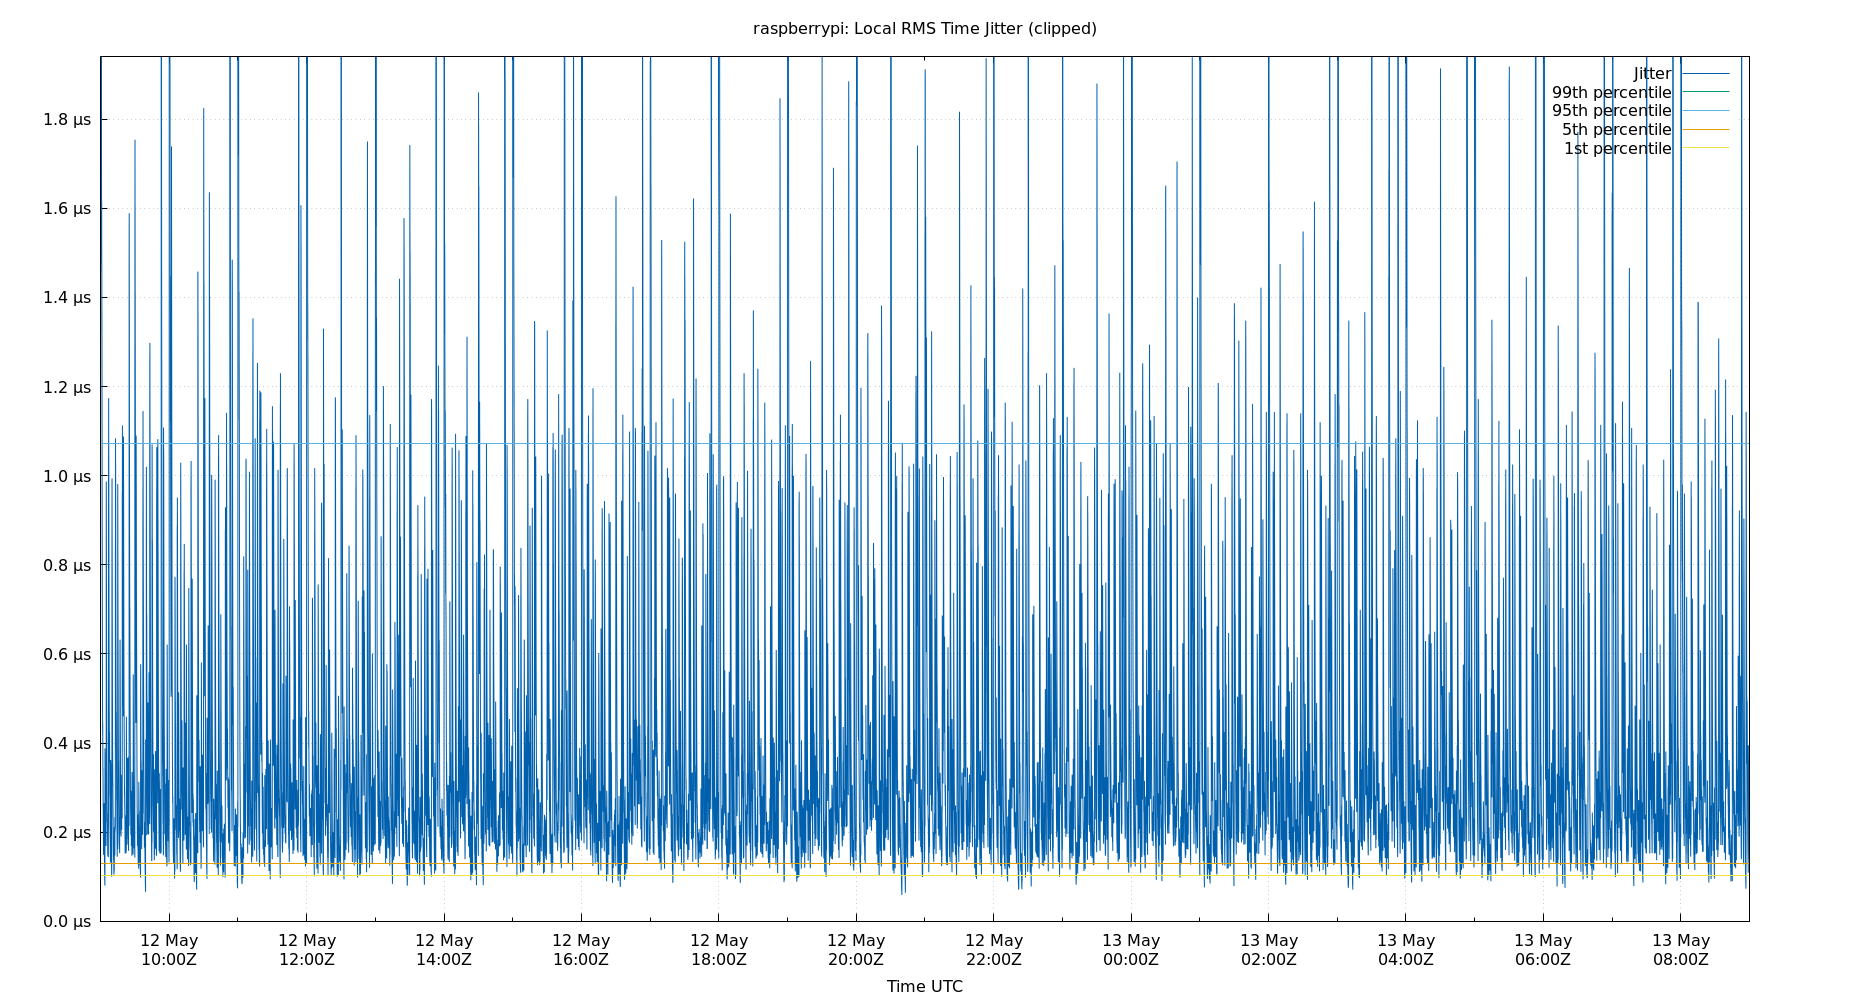 raspberrypi: Local RMS Time Jitter (clipped)
Jitter
99th percentile
95th percentile
5th percentile
1st percentile
1.8 µs
1.6 µs
1.4 µs
1.2 µs
1.0 µs
0.8 µs
0.6 µs
0.4 µs
0.2 µs
0.0 µs
12 May 12 May 12 May 12 May 12 May 12 May 12 May 13 May 13 May 13 May 13 May 13 May
10:00Z 12:00Z 14:00Z 16:00Z 18:00Z 20:00Z 22:00Z 00:00Z 02:00Z 04:00Z 06:00Z 08:00Z
Time UTC